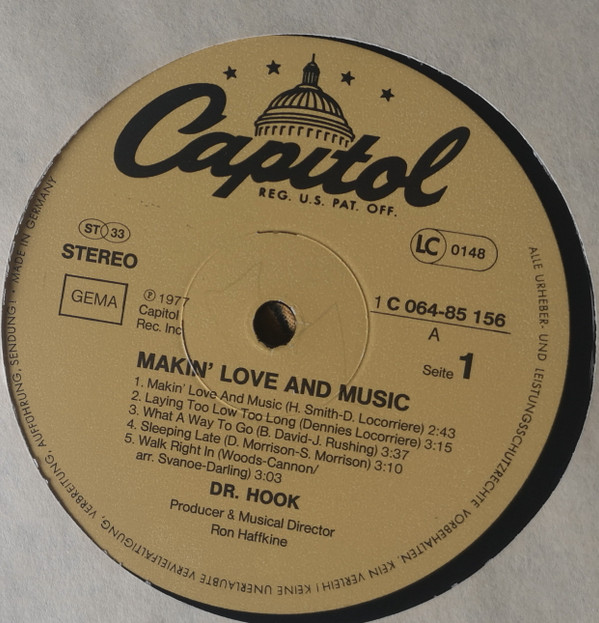 Capitol
REG. U.S. PAT. OFF.
ST 33
STEREO
GEMA
℗ 1977
Capitol
Rec. Inc.
LC 0148
1 C 064-85 156
A
Seite 1
MAKIN' LOVE AND MUSIC
1. Makin' Love And Music (H. Smith-D. Locorriere) 2:43
2. Laying Too Low Too Long (Dennies Locorriere) 3:15
3. What A Way To Go (B. David-J. Rushing) 3:37
4. Sleeping Late (D. Morrison-S. Morrison) 3:10
5. Walk Right In (Woods-Cannon/
arr. Svanoe-Darling) 3:03
DR. HOOK
Producer & Musical Director
Ron Haffkine
ALLE URHEBER- UND LEISTUNGSSCHUTZRECHTE VORBEHALTEN. KEIN VERLEIH! KEINE UNERLAUBTE VERVIELFÄLTIGUNG, VERBREITUNG, AUFFÜHRUNG, SENDUNG! · MADE IN GERMANY